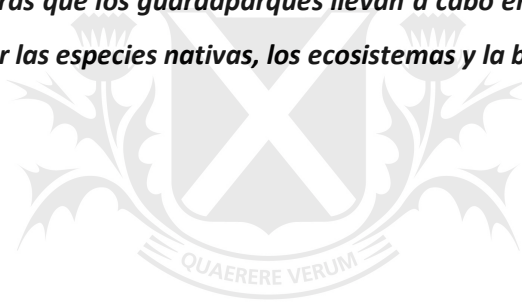 ras que los guardaparques llevan a cabo en
r las especies nativas, los ecosistemas y la b
QUAERERE VERUM